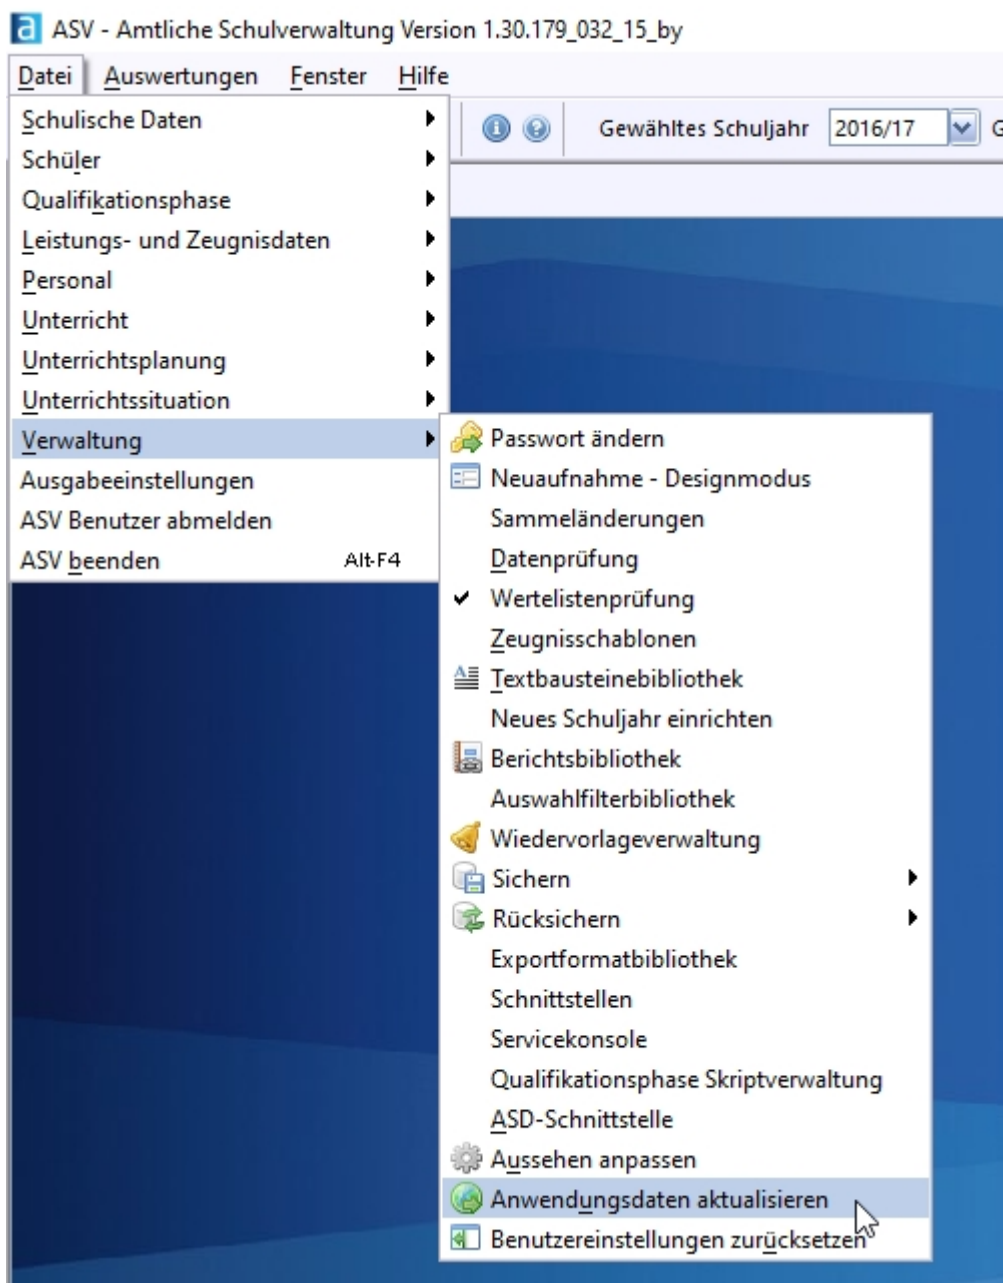 a ASV - Amtliche Schulverwaltung Version 1.30.179_032_15_by
Datei Auswertungen Fenster Hilfe
Gewähltes Schuljahr 2016/17 G
Schulische Daten
Schüler
Qualifikationsphase
Leistungs- und Zeugnisdaten
Personal
Unterricht
Unterrichtsplanung
Unterrichtssituation
Verwaltung
Ausgabeeinstellungen
ASV Benutzer abmelden
ASV beenden Alt-F4
Passwort ändern
Neuaufnahme - Designmodus
Sammeländerungen
Datenprüfung
Wertelistenprüfung
Zeugnisschablonen
Textbausteinebibliothek
Neues Schuljahr einrichten
Berichtsbibliothek
Auswahlfilterbibliothek
Wiedervorlageverwaltung
Sichern
Rücksichern
Exportformatbibliothek
Schnittstellen
Servicekonsole
Qualifikationsphase Skriptverwaltung
ASD-Schnittstelle
Aussehen anpassen
Anwendungsdaten aktualisieren
Benutzereinstellungen zurücksetzen